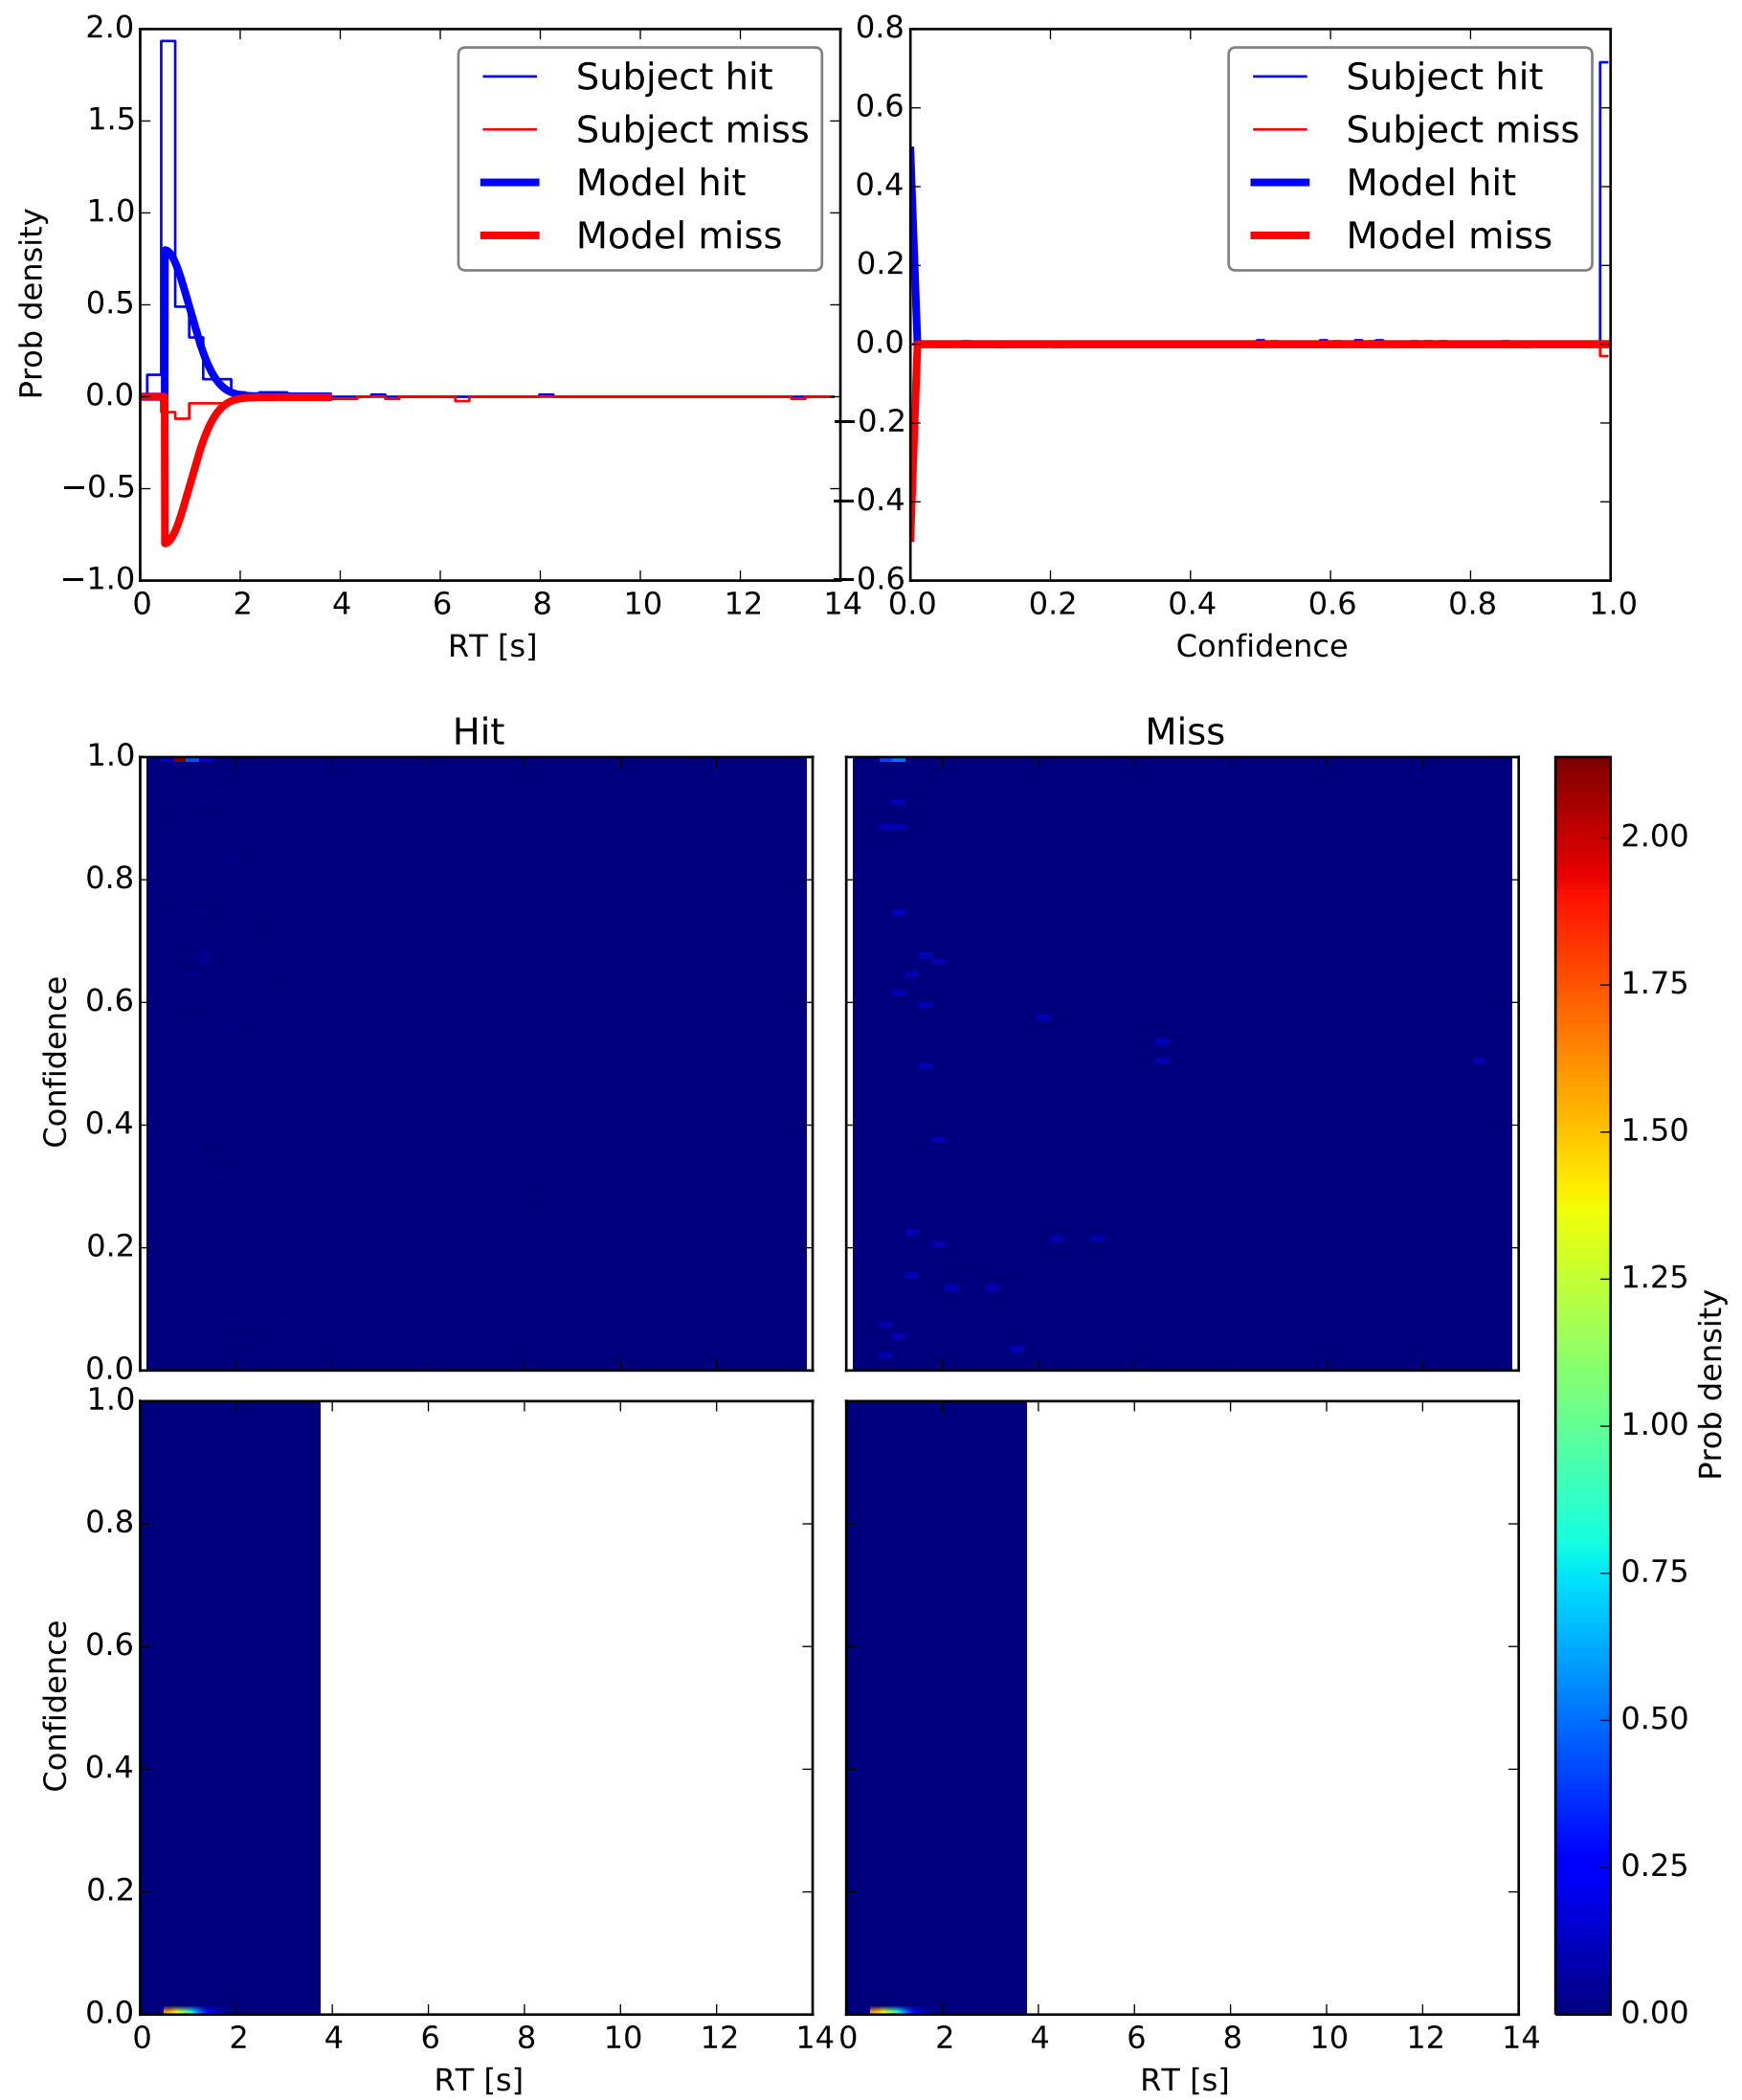 2.0
1.5
1.0
0.5
0.0
−0.5
−1.0
Prob density
Subject hit
Subject miss
Model hit
Model miss
0 2 4 6 8 10 12 14
RT [s]
0.8
0.6
0.4
0.2
0.0
−0.2
−0.4
−0.6
Subject hit
Subject miss
Model hit
Model miss
0.0 0.2 0.4 0.6 0.8 1.0
Confidence
Hit
Miss
1.0
0.8
0.6
0.4
0.2
0.0
Confidence
1.0
0.8
0.6
0.4
0.2
0.0
Confidence
0 2 4 6 8 10 12 14
RT [s]
0 2 4 6 8 10 12 14
RT [s]
2.00
1.75
1.50
1.25
1.00
0.75
0.50
0.25
0.00
Prob density